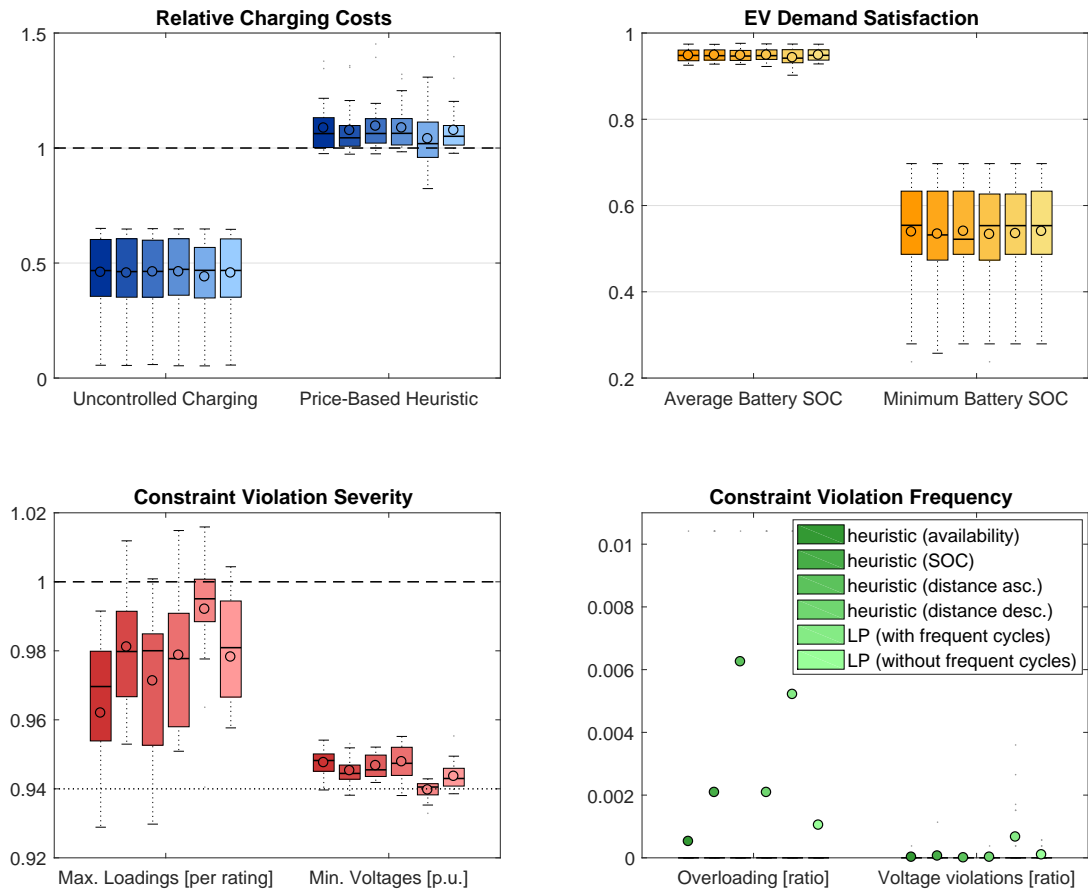 Relative Charging Costs
1.5
1
0.5
0
Uncontrolled Charging
Price-Based Heuristic
EV Demand Satisfaction
1
0.8
0.6
0.4
0.2
Average Battery SOC
Minimum Battery SOC
Constraint Violation Severity
1.02
1
0.98
0.96
0.94
0.92
Max. Loadings [per rating]
Min. Voltages [p.u.]
Constraint Violation Frequency
0.01
0.008
0.006
0.004
0.002
0
heuristic (availability)
heuristic (SOC)
heuristic (distance asc.)
heuristic (distance desc.)
LP (with frequent cycles)
LP (without frequent cycles)
Overloading [ratio]
Voltage violations [ratio]